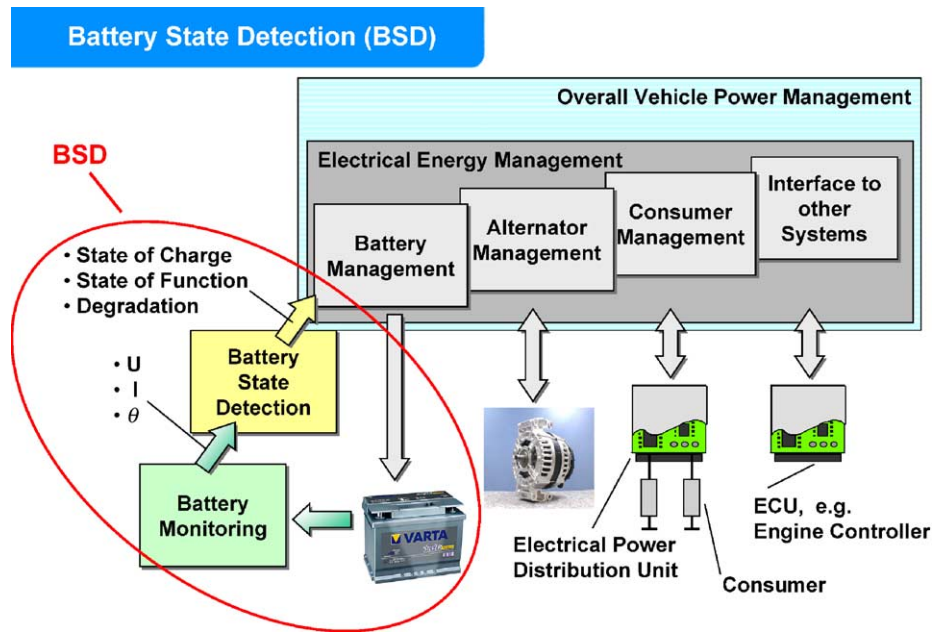 Battery State Detection (BSD)
Overall Vehicle Power Management
BSD
Electrical Energy Management
Battery
Management
Alternator
Management
Consumer
Management
Interface to
other
Systems
• State of Charge
• State of Function
• Degradation
Battery
State
Detection
• U
• I
• θ
Battery
Monitoring
VARTA
Electrical Power
Distribution Unit
Consumer
ECU, e.g.
Engine Controller